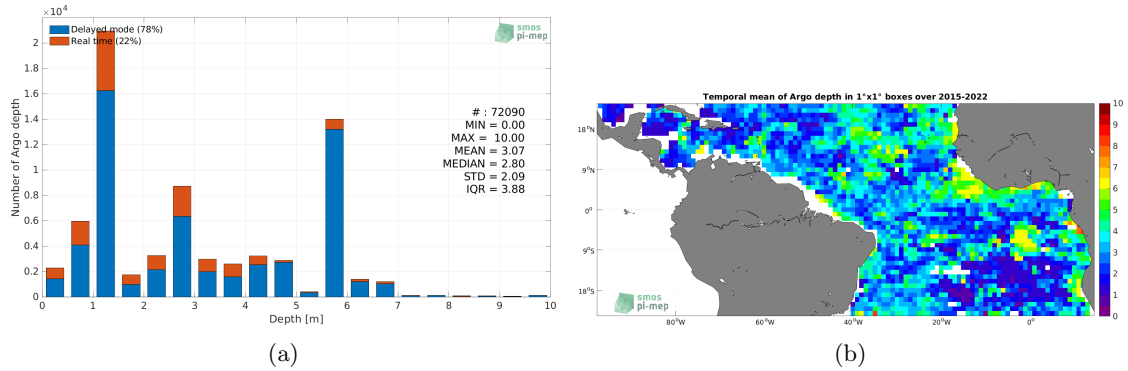 ×10⁴
Number of Argo depth
2
1.8
1.6
1.4
1.2
1
0.8
0.6
0.4
0.2
0
Delayed mode (78%)
Real time (22%)
smos
pi-mep
# : 72090
MIN = 0.00
MAX = 10.00
MEAN = 3.07
MEDIAN = 2.80
STD = 2.09
IQR = 3.88
0 1 2 3 4 5 6 7 8 9 10
Depth [m]
(a)
Temporal mean of Argo depth in 1°x1° boxes over 2015-2022
18°N
9°N
0°
9°S
18°S
80°W 60°W 40°W 20°W 0°
smos
pi-mep
10
9
8
7
6
5
4
3
2
1
0
(b)